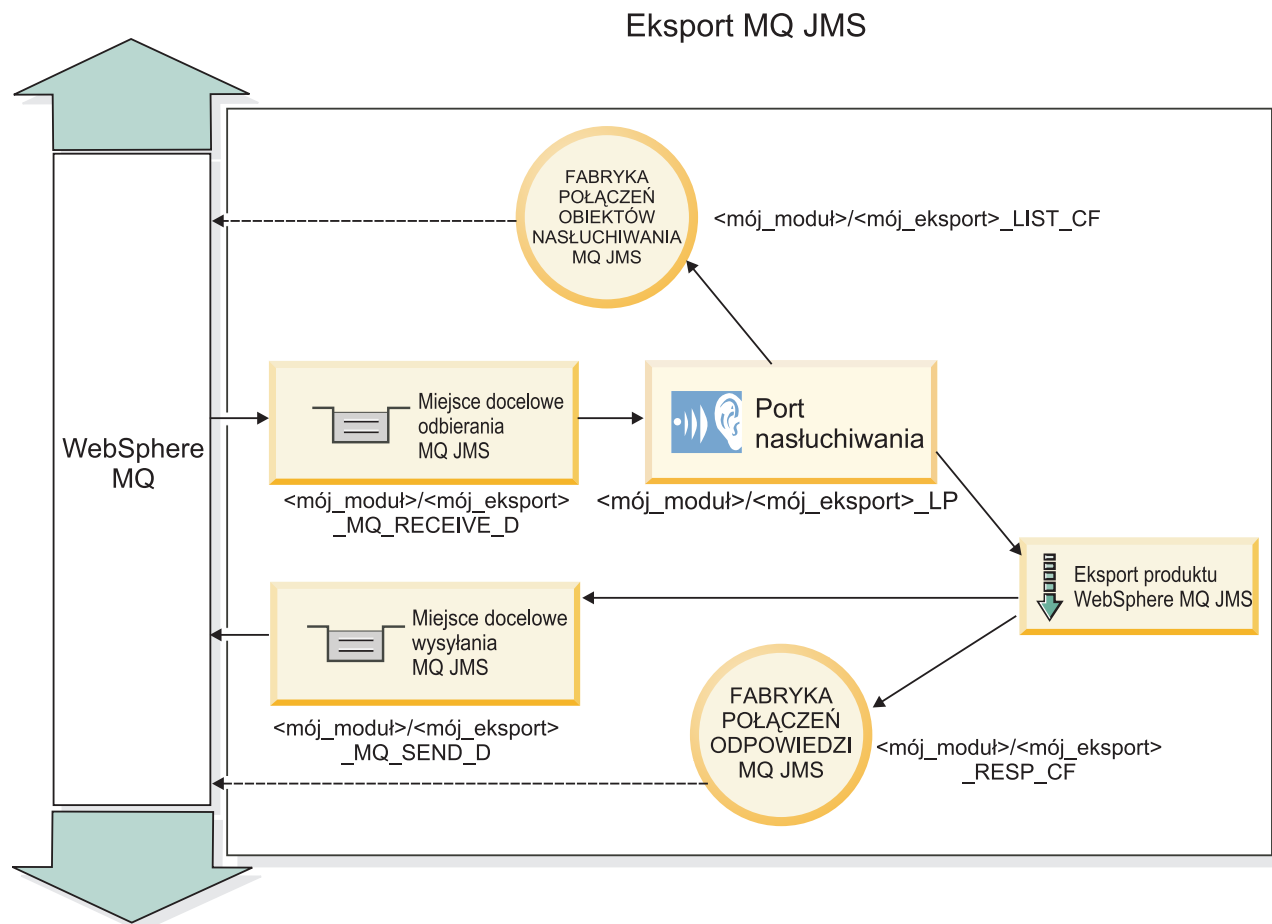 Eksport MQ JMS
FABRYKA
POŁĄCZEŃ
OBIEKTÓW
NASŁUCHIWANIA
MQ JMS
<mój_moduł>/<mój_eksport>_LIST_CF
WebSphere
MQ
Miejsce docelowe
odbierania
MQ JMS
<mój_moduł>/<mój_eksport>
_MQ_RECEIVE_D
Port
nasłuchiwania
<mój_moduł>/<mój_eksport>_LP
Eksport produktu
WebSphere MQ JMS
Miejsce docelowe
wysyłania
MQ JMS
<mój_moduł>/<mój_eksport>
_MQ_SEND_D
FABRYKA
POŁĄCZEŃ
ODPOWIEDZI
MQ JMS
<mój_moduł>/<mój_eksport>
_RESP_CF